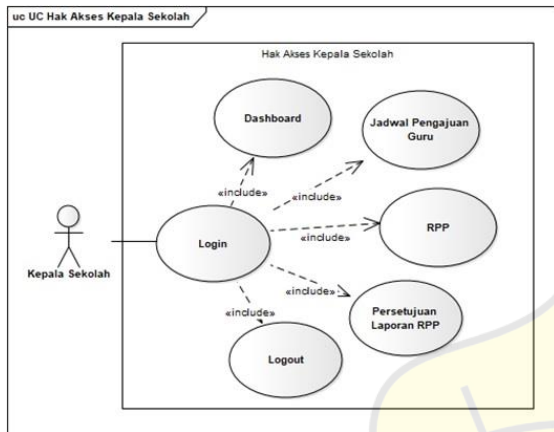 uc UC Hak Akses Kepala Sekolah
Hak Akses Kepala Sekolah
Dashboard
Jadwal Pengajuan
Guru
«include»
«include»
Login
«include»
RPP
Kepala Sekolah
«include»
«include»
Persetujuan
Laporan RPP
Logout